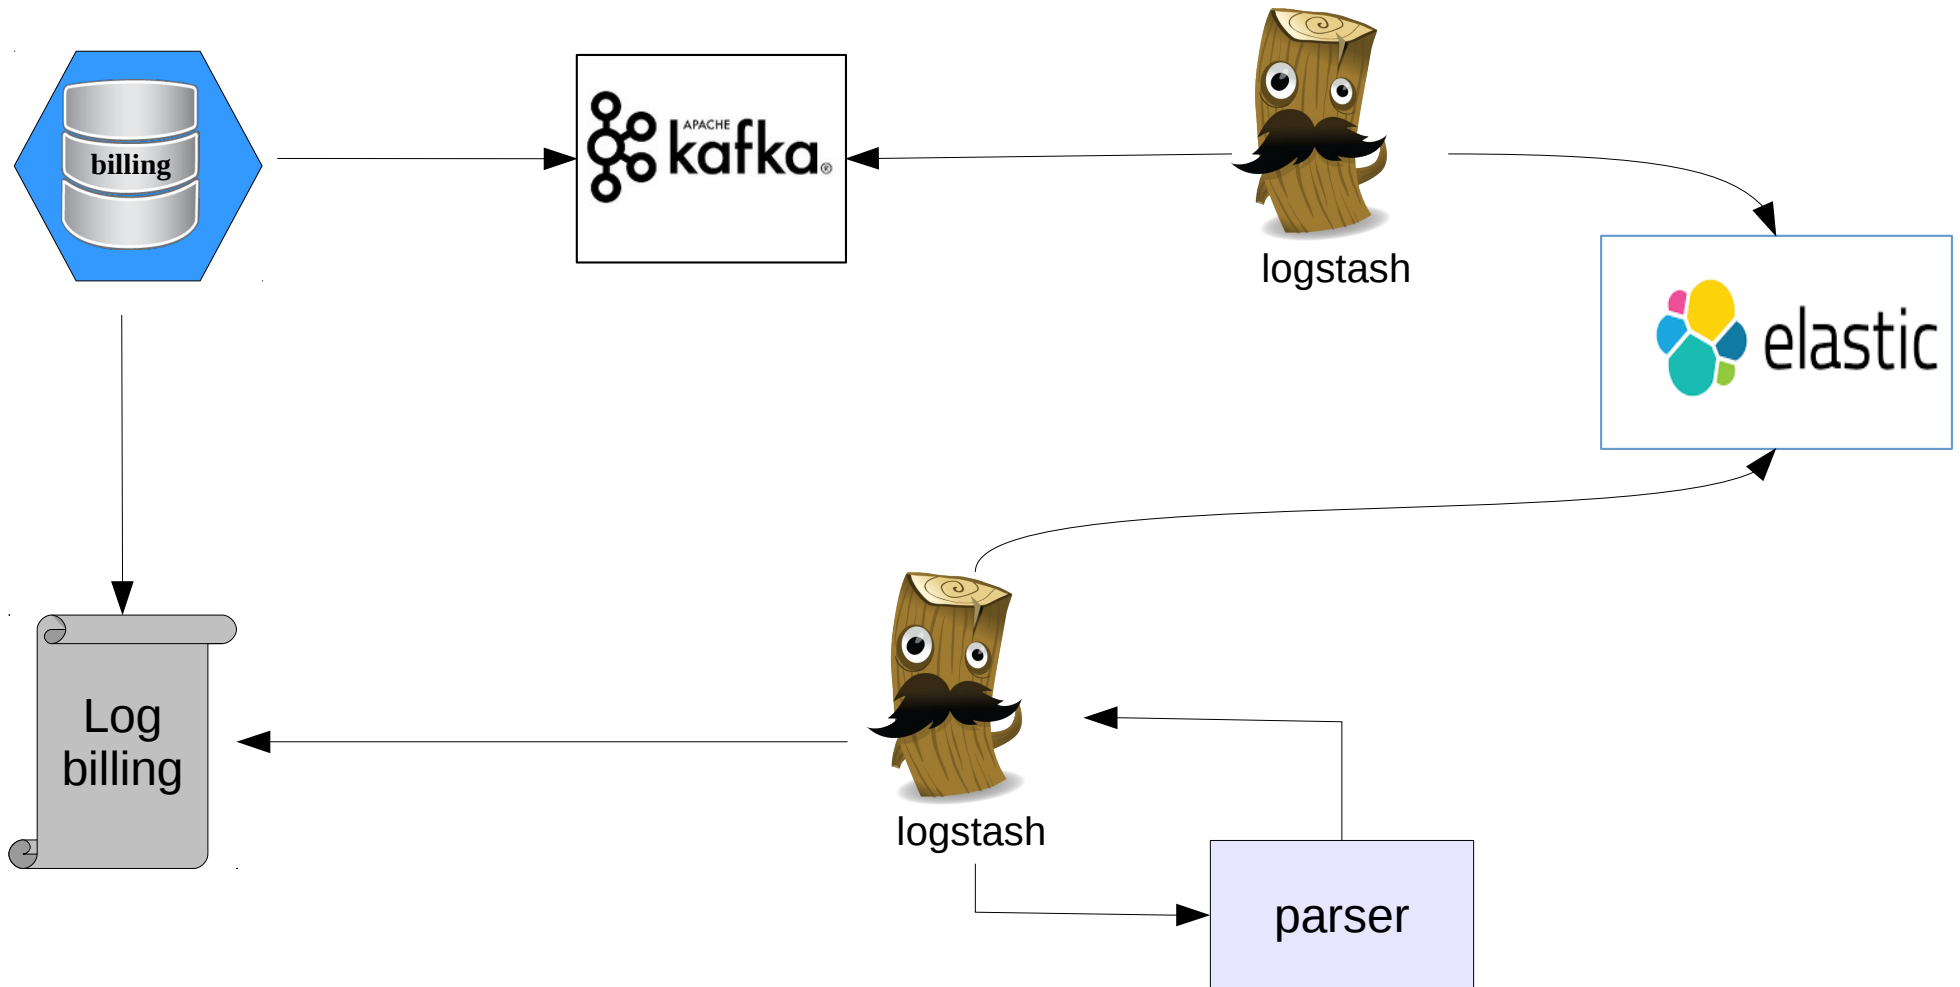 billing
APACHE
kafka®
logstash
elastic
Log
billing
logstash
parser